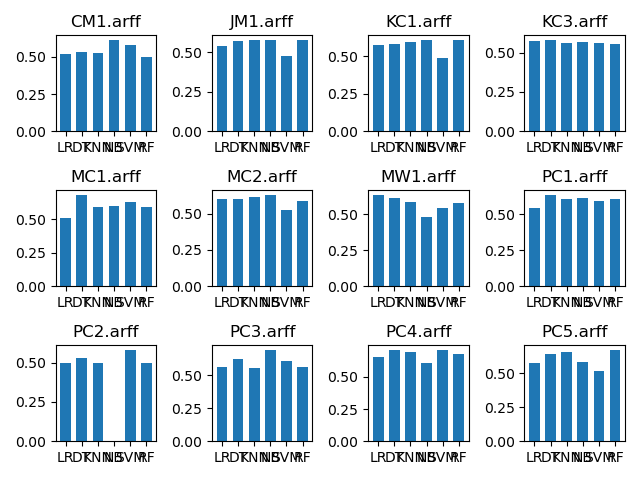 CM1.arff JM1.arff KC1.arff KC3.arff
0.50 0.50 0.50 0.50
0.25 0.25 0.25 0.25
0.00 0.00 0.00 0.00
LR DT KNN NB SVM RF LR DT KNN NB SVM RF LR DT KNN NB SVM RF LR DT KNN NB SVM RF
MC1.arff MC2.arff MW1.arff PC1.arff
0.50 0.50 0.50 0.50
0.25 0.25 0.25 0.25
0.00 0.00 0.00 0.00
LR DT KNN NB SVM RF LR DT KNN NB SVM RF LR DT KNN NB SVM RF LR DT KNN NB SVM RF
PC2.arff PC3.arff PC4.arff PC5.arff
0.50 0.50 0.50 0.50
0.25 0.25 0.25 0.25
0.00 0.00 0.00 0.00
LR DT KNN NB SVM RF LR DT KNN NB SVM RF LR DT KNN NB SVM RF LR DT KNN NB SVM RF